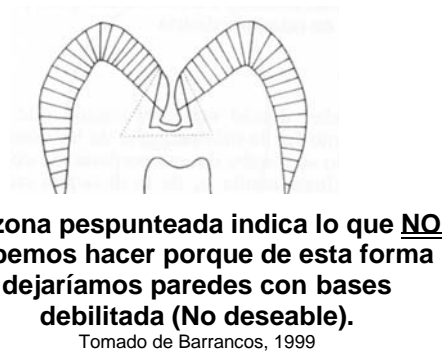 zona pespunteada indica lo que NO
bemos hacer porque de esta forma
dejaríamos paredes con bases
debilitada (No deseable).
Tomado de Barrancos, 1999